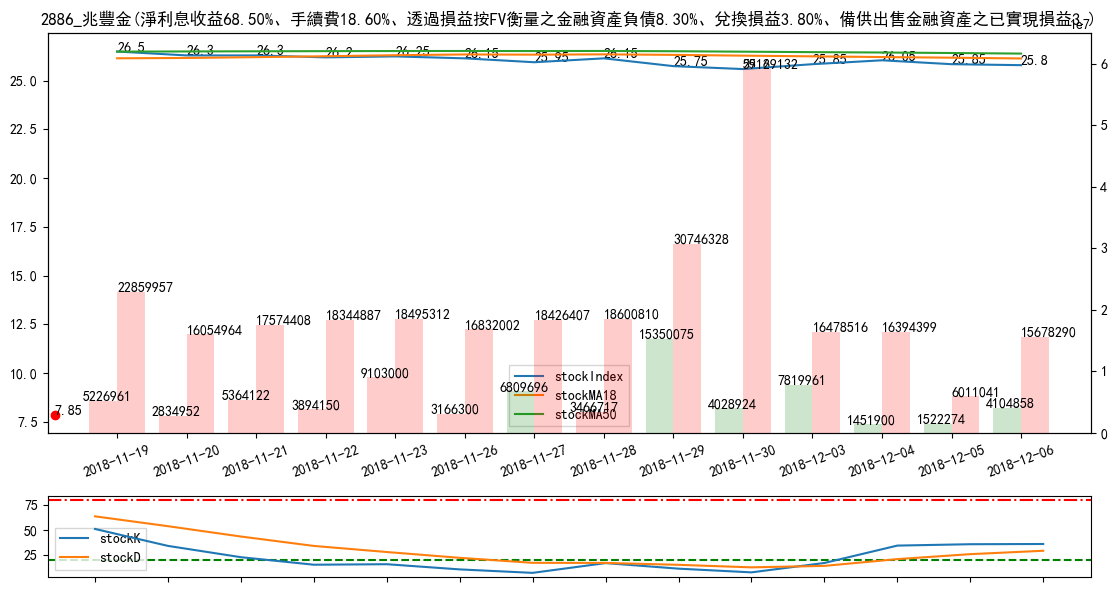 2886_兆豐金(淨利息收益68.50%、手續費18.60%、透過損益按FV衡量之金融資產負債8.30%、兌換損益3.80%、備供出售金融資產之已實現損益3.)
1e7
26.5 26.3 26.3 26.2 26.25 26.15 25.95 26.15 25.75 25.85 26.05 25.85 25.8
25.0
22.5
20.0
17.5
15.0
12.5
10.0
7.5
6
5
4
3
2
1
0
30746328
22859957
16054964 17574408 18344887 18495312 16832002 18426407 18600810 16478516 16394399 15678290
15350075
5226961 2834952 5364122 3894150 9103000 3166300 6809696 3466717 4028924 7819961 1451900 1522274 6011041 4104858
7.85
stockIndex
stockMA18
stockMA50
2018-11-19 2018-11-20 2018-11-21 2018-11-22 2018-11-23 2018-11-26 2018-11-27 2018-11-28 2018-11-29 2018-11-30 2018-12-03 2018-12-04 2018-12-05 2018-12-06
75
50
25
stockK
stockD